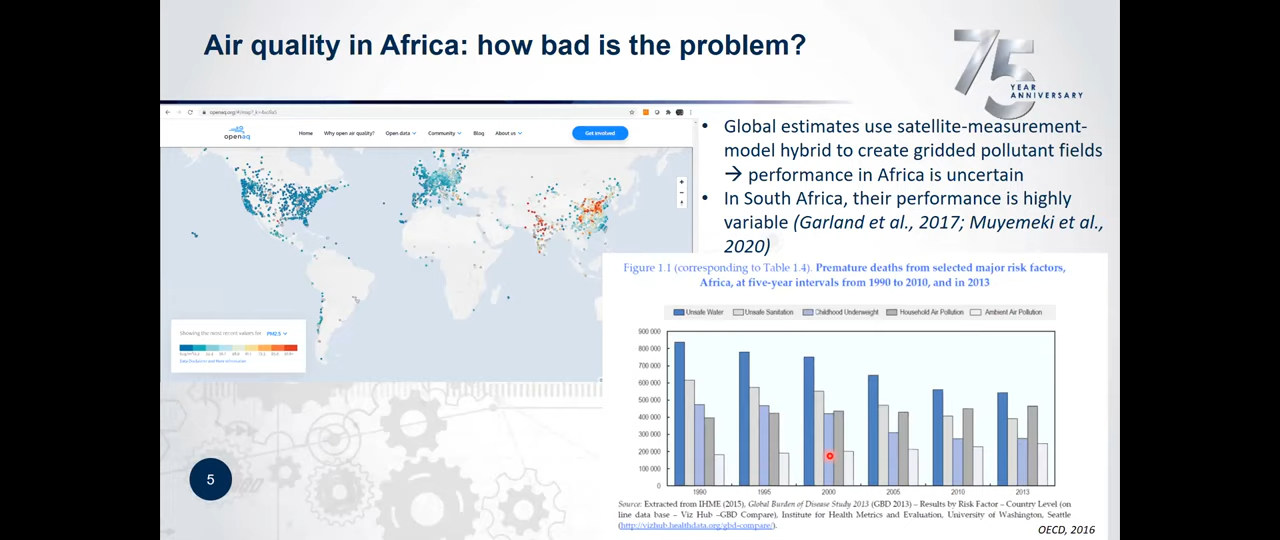 Air quality in Africa: how bad is the problem?
75
YEAR
ANNIVERSARY
openaq
Home Why open air quality? Open data Community Blog About us Get involved
Showing the most recent values for PM2.5
• Global estimates use satellite-measurement-
model hybrid to create gridded pollutant fields
→ performance in Africa is uncertain
• In South Africa, their performance is highly
variable (Garland et al., 2017; Muyemeki et al.,
2020)
Figure 1.1 (corresponding to Table 1.4). Premature deaths from selected major risk factors,
Africa, at five-year intervals from 1990 to 2010, and in 2013
Unsafe Water Unsafe Sanitation Childhood Underweight Household Air Pollution Ambient Air Pollution
900 000
800 000
700 000
600 000
500 000
400 000
300 000
200 000
100 000
0
1990 1995 2000 2005 2010 2013
Source: Extracted from IHME (2015), Global Burden of Disease Study 2013 (GBD 2013) – Results by Risk Factor – Country Level (on
line data base – Viz Hub –GBD Compare), Institute for Health Metrics and Evaluation, University of Washington, Seattle
(http://vizhub.healthdata.org/gbd-compare/).
OECD, 2016
5